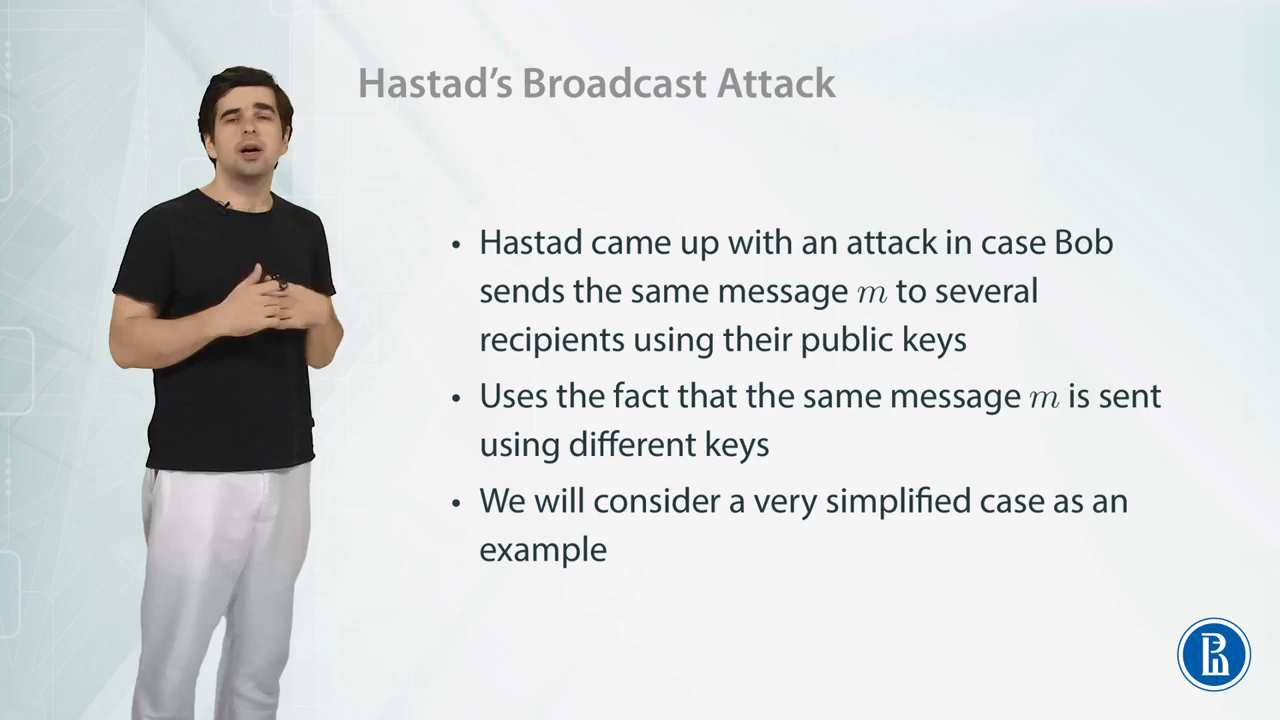 Hastad's Broadcast Attack
• Hastad came up with an attack in case Bob
sends the same message m to several
recipients using their public keys
• Uses the fact that the same message m is sent
using different keys
• We will consider a very simplified case as an
example